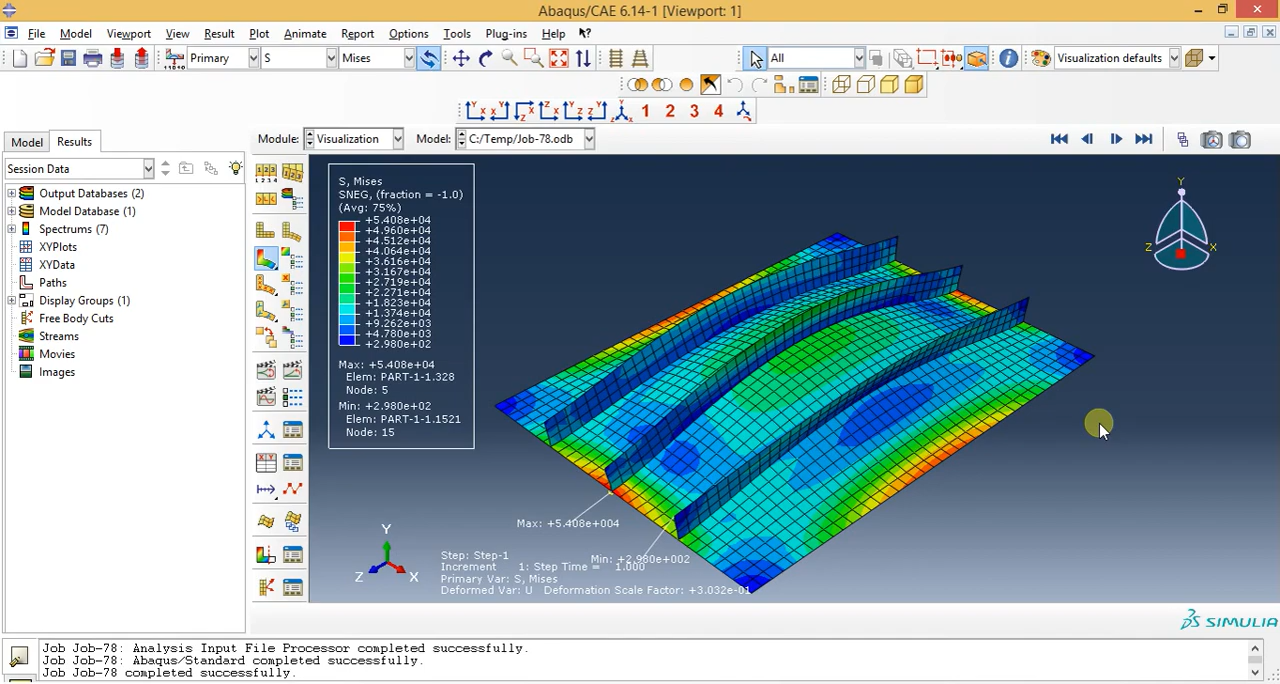 Abaqus/CAE 6.14-1 [Viewport: 1]
File Model Viewport View Result Plot Animate Report Options Tools Plug-ins Help
Primary S Mises All Visualization defaults
1 2 3 4
Model Results Module: Visualization Model: C:/Temp/Job-78.odb
Session Data
Output Databases (2)
Model Database (1)
Spectrums (7)
XYPlots
XYData
Paths
Display Groups (1)
Free Body Cuts
Streams
Movies
Images
S, Mises
SNEG, (fraction = -1.0)
(Avg: 75%)
+5.408e+04
+4.960e+04
+4.512e+04
+4.064e+04
+3.616e+04
+3.167e+04
+2.719e+04
+2.271e+04
+1.823e+04
+1.374e+04
+9.262e+03
+4.780e+03
+2.980e+02
Max: +5.408e+04
Elem: PART-1-1.328
Node: 5
Min: +2.980e+02
Elem: PART-1-1.1521
Node: 15
Y
Z X
Max: +5.408e+004
Min: +2.980e+002
Y
Z X
Step: Step-1
Increment 1: Step Time = 1.000
Primary Var: S, Mises
Deformed Var: U Deformation Scale Factor: +3.032e-01
SIMULIA
Job Job-78: Analysis Input File Processor completed successfully.
Job Job-78: Abaqus/Standard completed successfully.
Job Job-78 completed successfully.